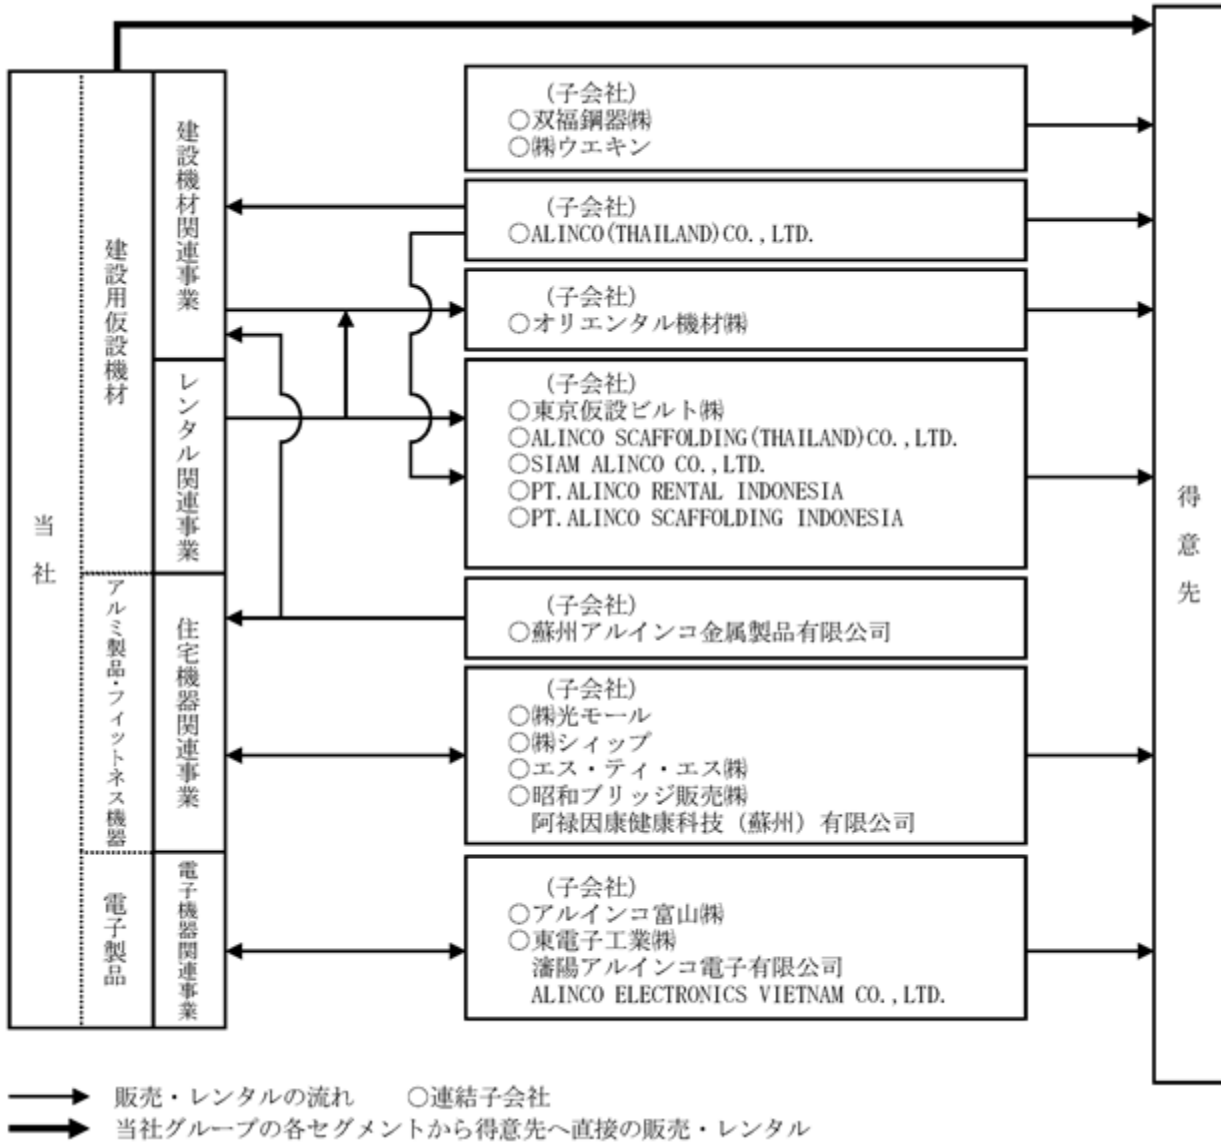 当社
建設用仮設機材
アルミ製品・フィットネス機器
電子製品
建設機材関連事業
レンタル関連事業
住宅機器関連事業
電子機器関連事業
(子会社)
○双福鋼器㈱
○㈱ウエキン
(子会社)
○ALINCO(THAILAND)CO.,LTD.
(子会社)
○オリエンタル機材㈱
(子会社)
○東京仮設ビルト㈱
○ALINCO SCAFFOLDING(THAILAND)CO.,LTD.
○SIAM ALINCO CO.,LTD.
○PT.ALINCO RENTAL INDONESIA
○PT.ALINCO SCAFFOLDING INDONESIA
(子会社)
○蘇州アルインコ金属製品有限公司
(子会社)
○㈱光モール
○㈱シィップ
○エス・ティ・エス㈱
○昭和ブリッジ販売㈱
阿禄因康健康科技（蘇州）有限公司
(子会社)
○アルインコ富山㈱
○東電子工業㈱
瀋陽アルインコ電子有限公司
ALINCO ELECTRONICS VIETNAM CO.,LTD.
得意先
販売・レンタルの流れ　○連結子会社
当社グループの各セグメントから得意先へ直接の販売・レンタル